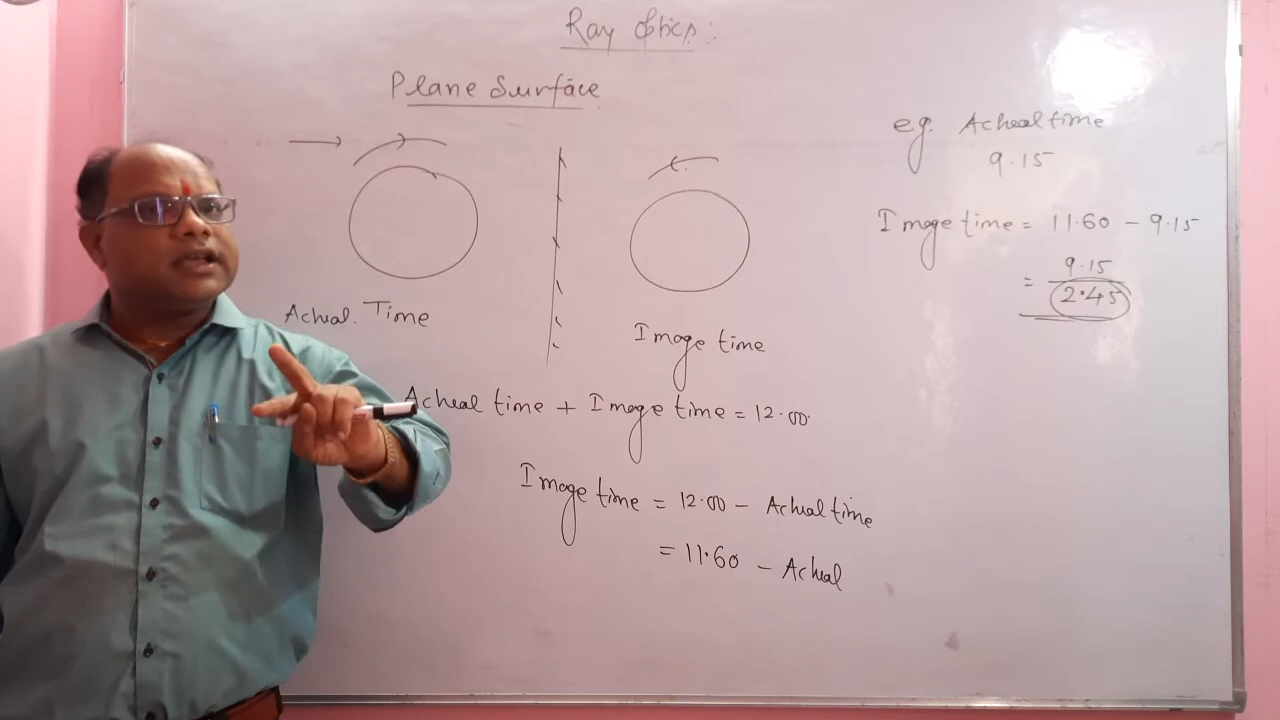 Ray Optics:
Plane Surface
Actual. Time
Image time
Actual time + Image time = 12.00.
Image time = 12.00 - Actual time
= 11.60 - Actual
eg. Actual time
9.15
Image time = 11.60 - 9.15
9.15
= 2.45